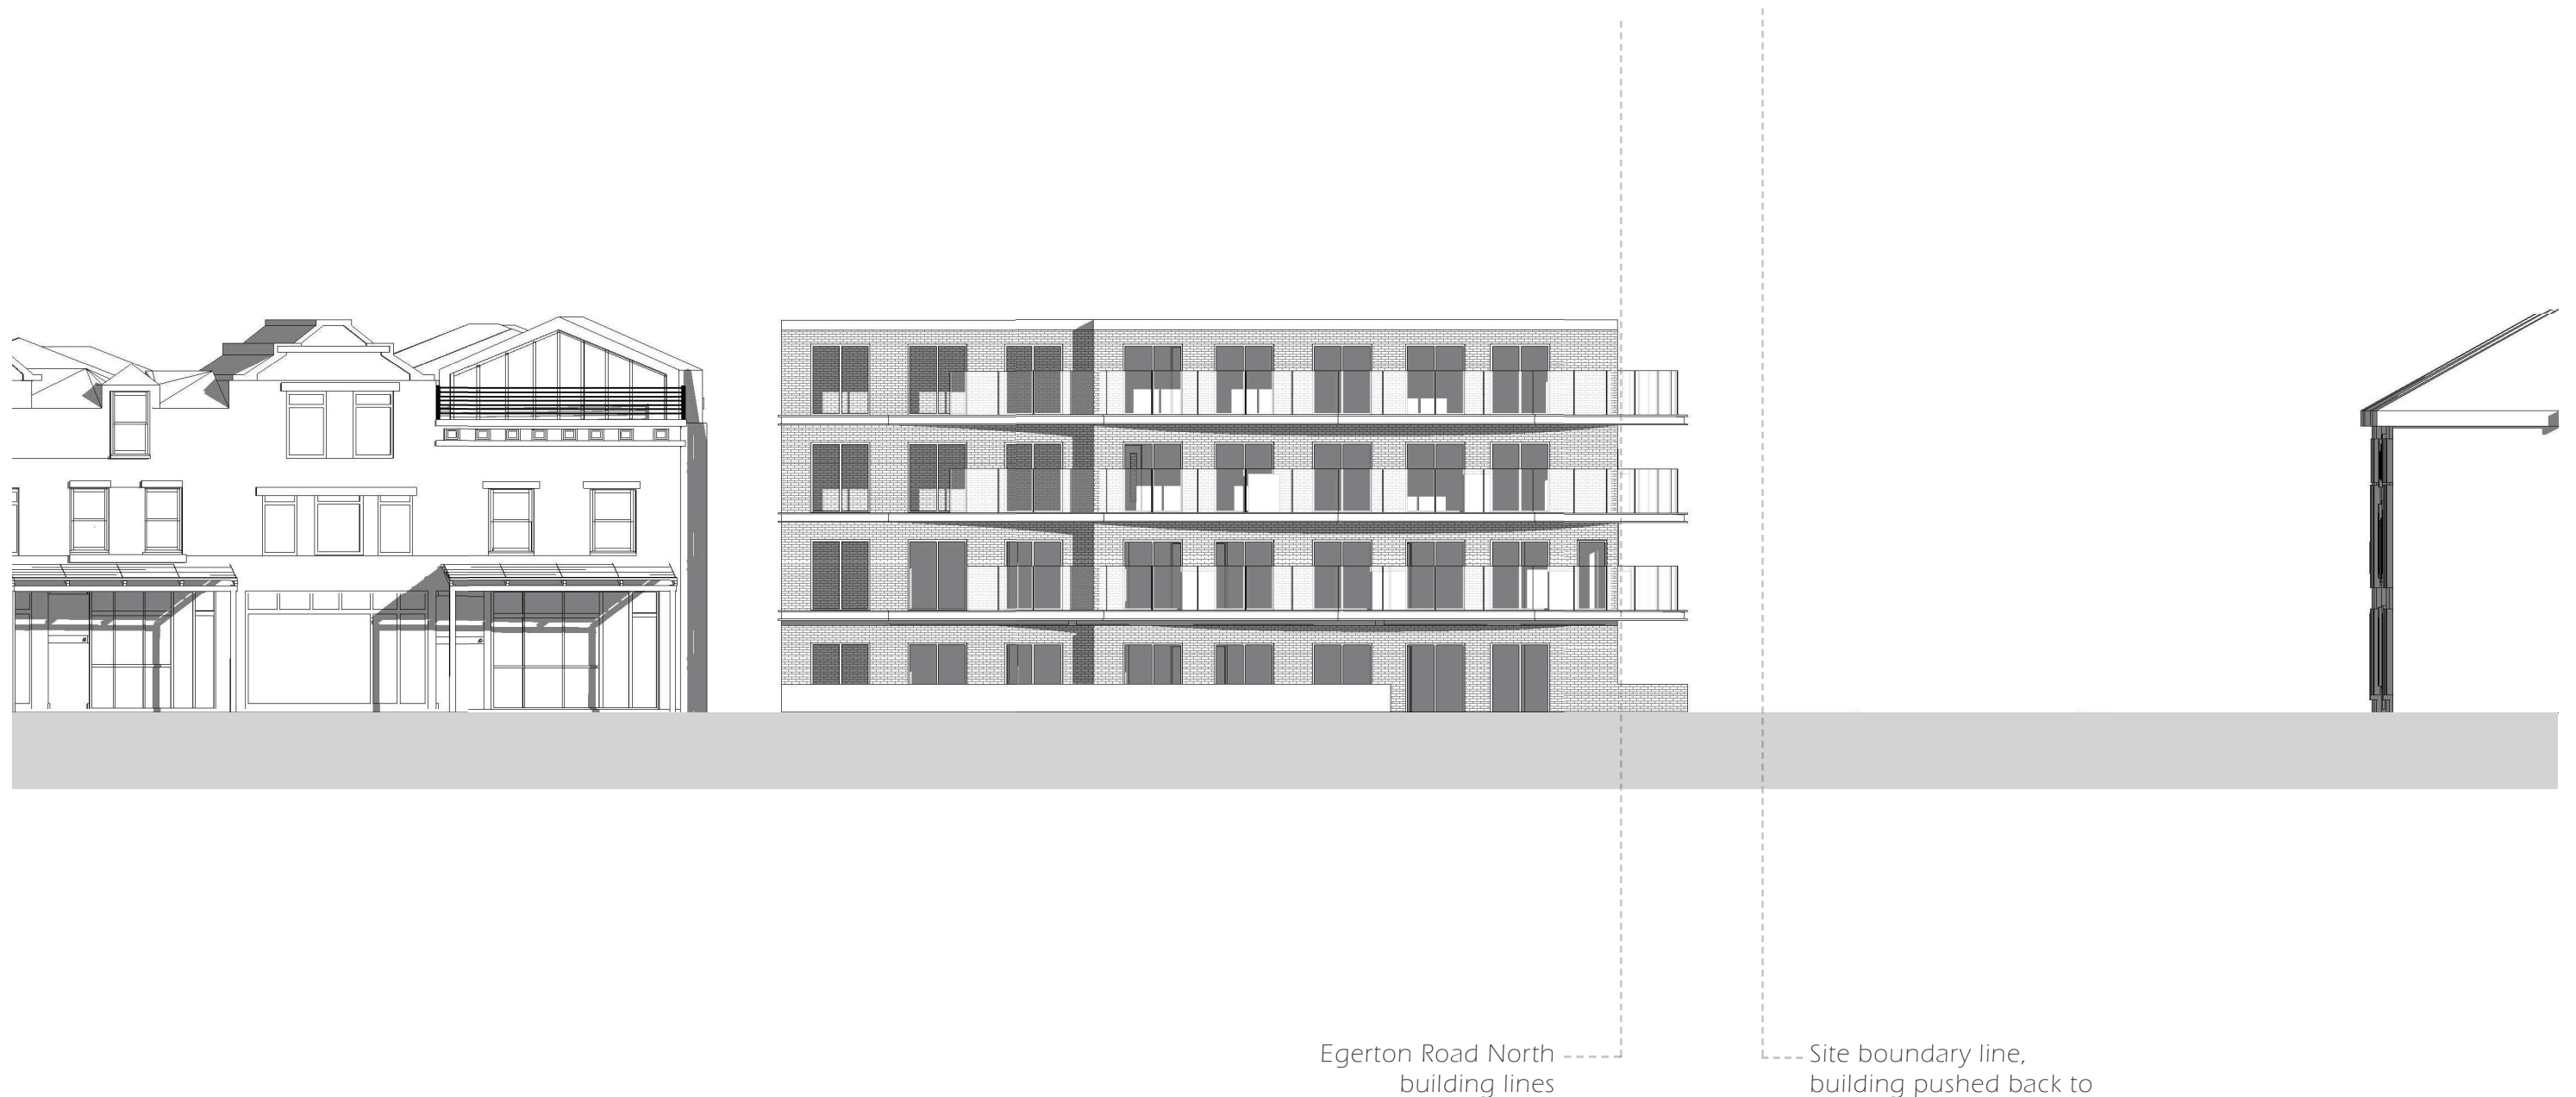 Egerton Road North
building lines
Site boundary line,
building pushed back to